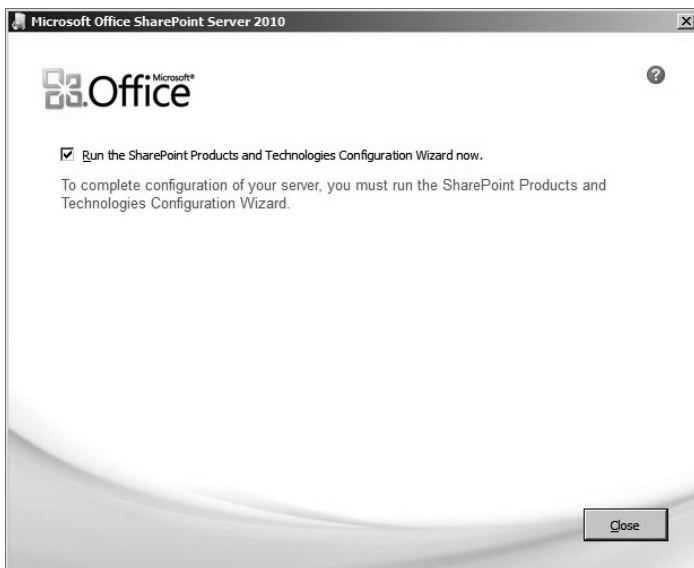 Microsoft Office SharePoint Server 2010
Microsoft®
Office
Run the SharePoint Products and Technologies Configuration Wizard now.
To complete configuration of your server, you must run the SharePoint Products and
Technologies Configuration Wizard.
Close